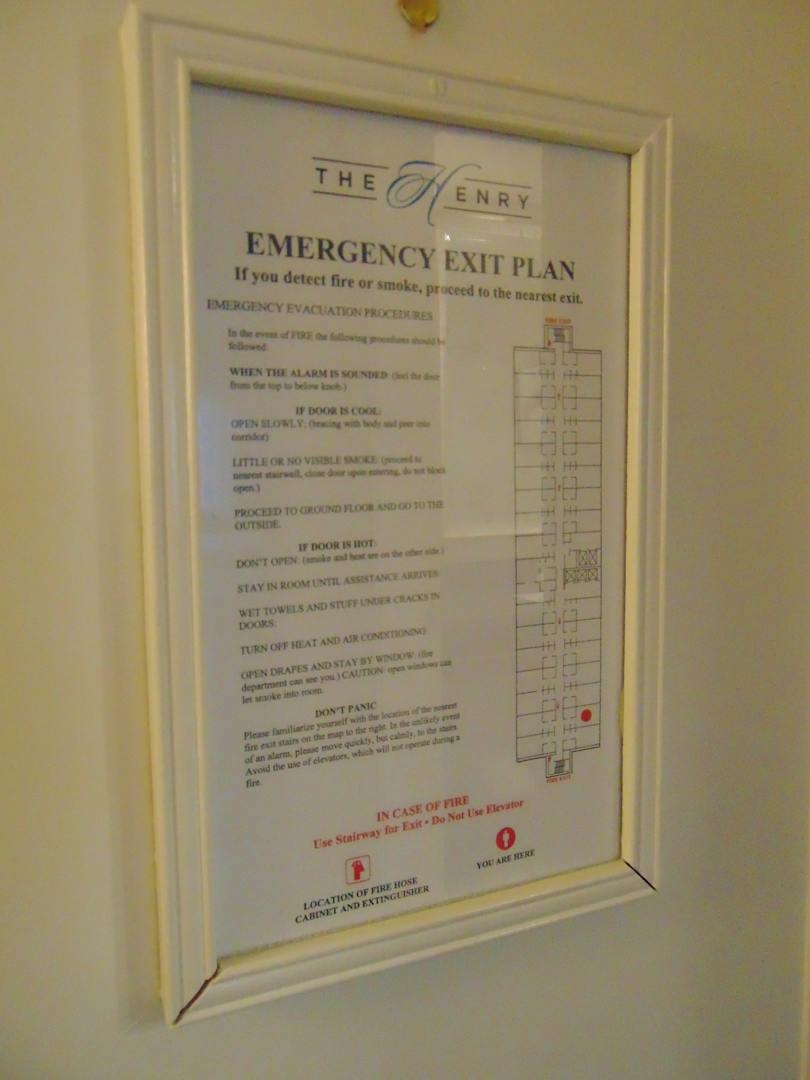 THE HENRY
EMERGENCY EXIT PLAN
If you detect fire or smoke, proceed to the nearest exit.
EMERGENCY EVACUATION PROCEDURES
In the event of FIRE the following procedures should be
followed:
WHEN THE ALARM IS SOUNDED: (feel the door
from the top to below knob.)
IF DOOR IS COOL:
OPEN SLOWLY: (bracing with body and peer into
corridor)
LITTLE OR NO VISIBLE SMOKE: (proceed to
nearest stairwell, close door upon entering, do not block
open.)
PROCEED TO GROUND FLOOR AND GO TO THE
OUTSIDE.
IF DOOR IS HOT:
DON'T OPEN: (smoke and heat are on the other side.)
STAY IN ROOM UNTIL ASSISTANCE ARRIVES:
WET TOWELS AND STUFF UNDER CRACKS IN
DOORS:
TURN OFF HEAT AND AIR CONDITIONING:
OPEN DRAPES AND STAY BY WINDOW: (fire
department can see you.) CAUTION: open windows can
let smoke into room.
DON'T PANIC
Please familiarize yourself with the location of the nearest
fire exit stairs on the map to the right. In the unlikely event
of an alarm, please move quickly, but calmly, to the stairs.
Avoid the use of elevators, which will not operate during a
fire.
FIRE EXIT
FIRE EXIT
IN CASE OF FIRE
Use Stairway for Exit • Do Not Use Elevator
LOCATION OF FIRE HOSE
CABINET AND EXTINGUISHER
YOU ARE HERE